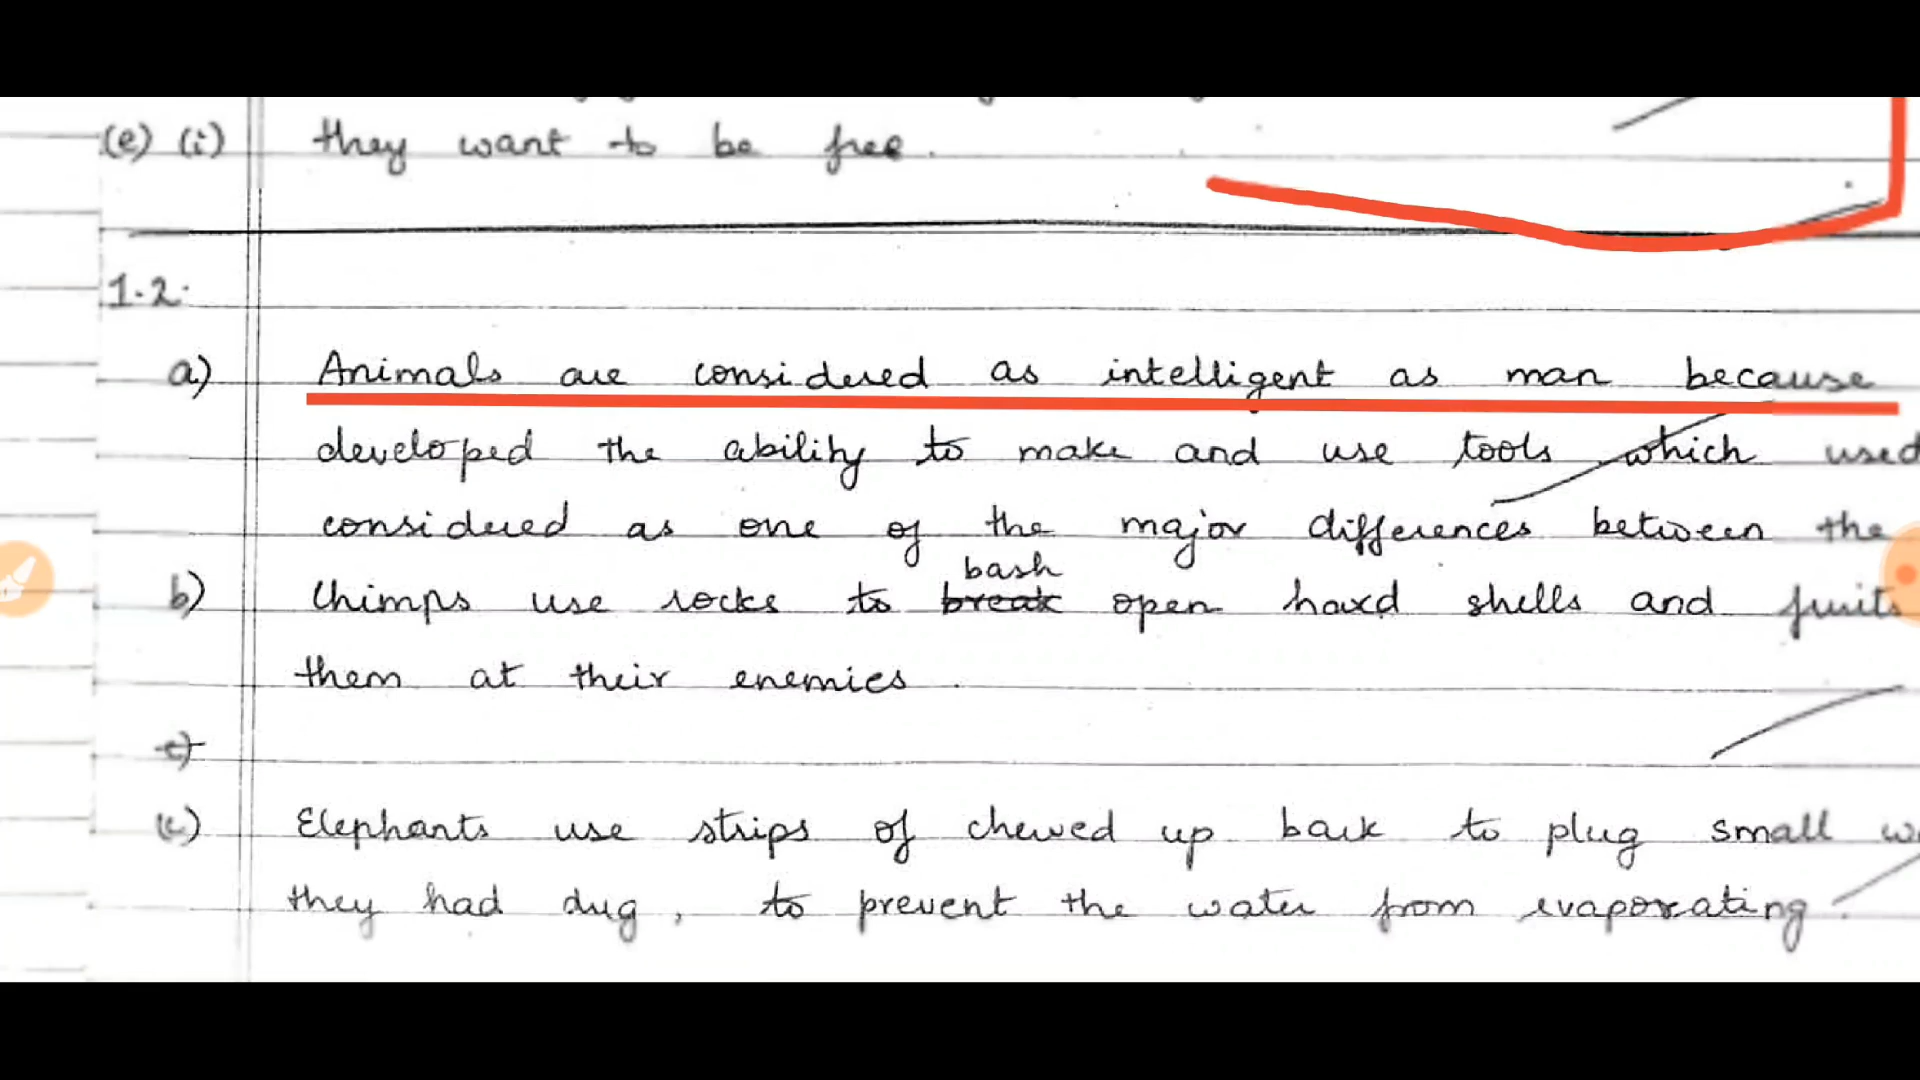 (e) (i) they want to be free.
1.2.
a) Animals are considered as intelligent as man because
developed the ability to make and use tools which used
considered as one of the major differences between the
bash
b) Chimps use rocks to break open hard shells and fruits
them at their enemies.
c)
(c) Elephants use strips of chewed up bark to plug small
they had dug, to prevent the water from evaporating.